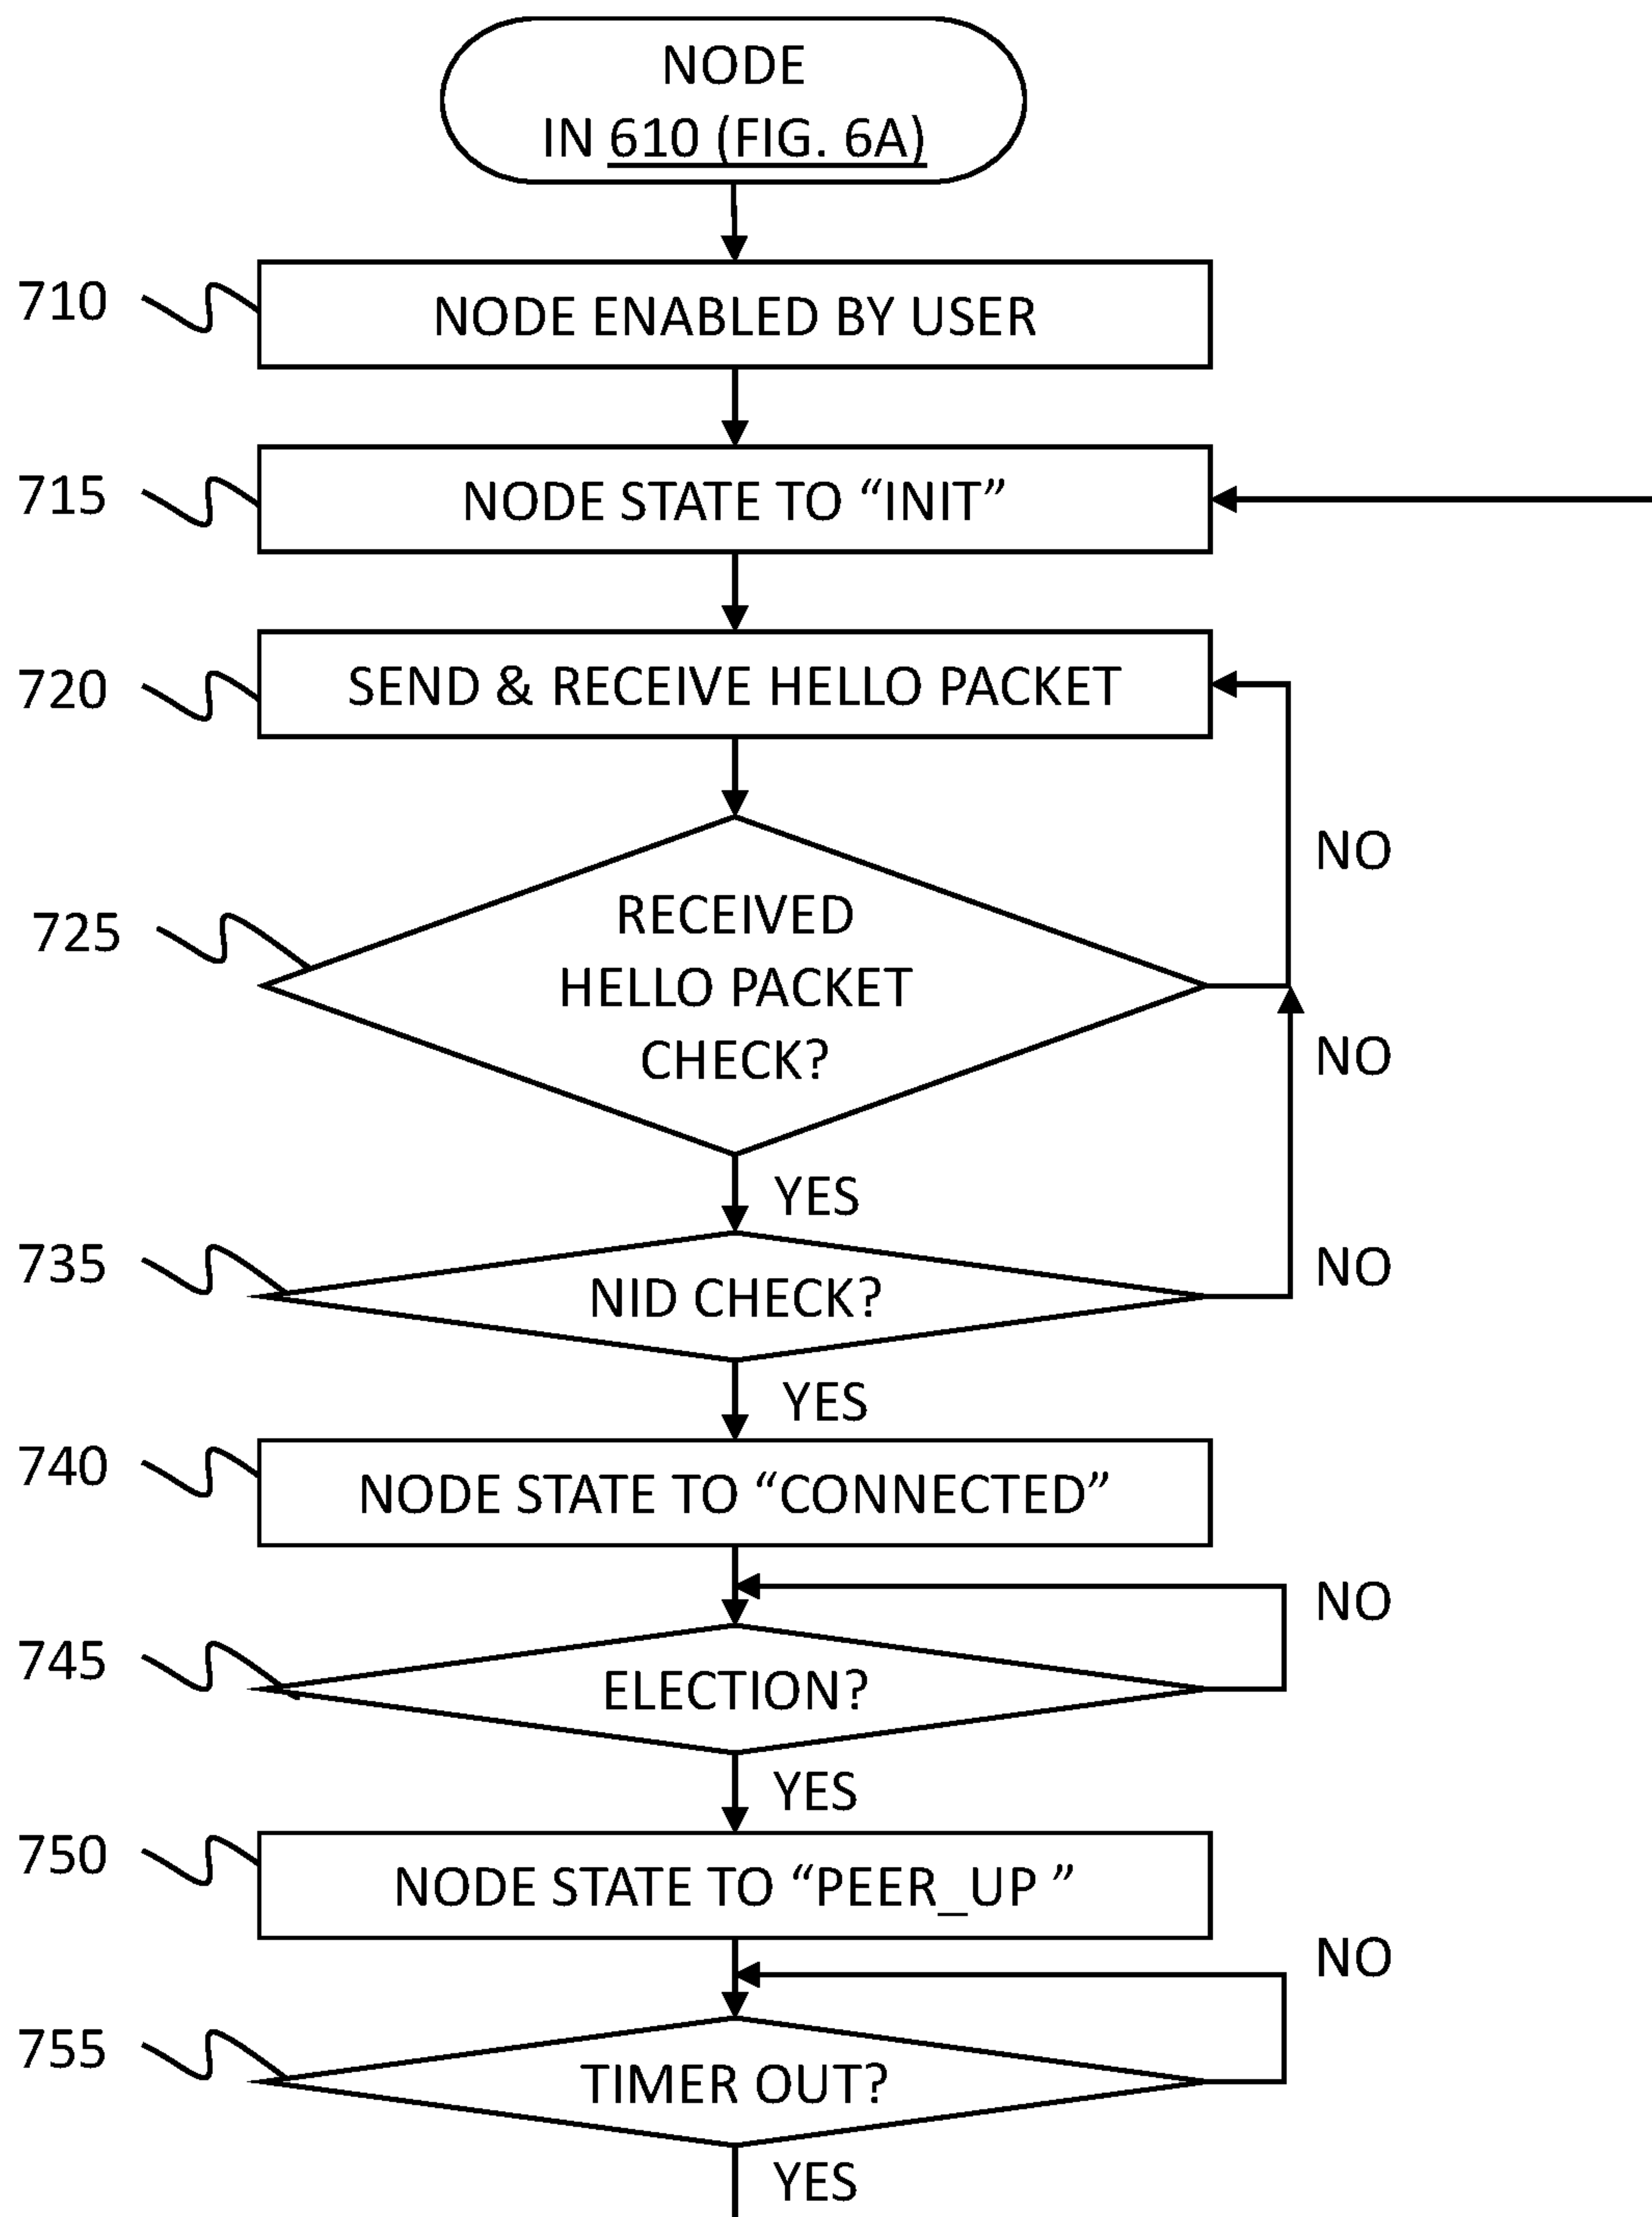 NODE
IN 610 (FIG. 6A)
710
NODE ENABLED BY USER
715
NODE STATE TO “INIT”
720
SEND & RECEIVE HELLO PACKET
NO
725
RECEIVED
HELLO PACKET
CHECK?
NO
YES
735
NID CHECK?
NO
YES
740
NODE STATE TO “CONNECTED”
NO
745
ELECTION?
YES
750
NODE STATE TO “PEER_UP ”
NO
755
TIMER OUT?
YES